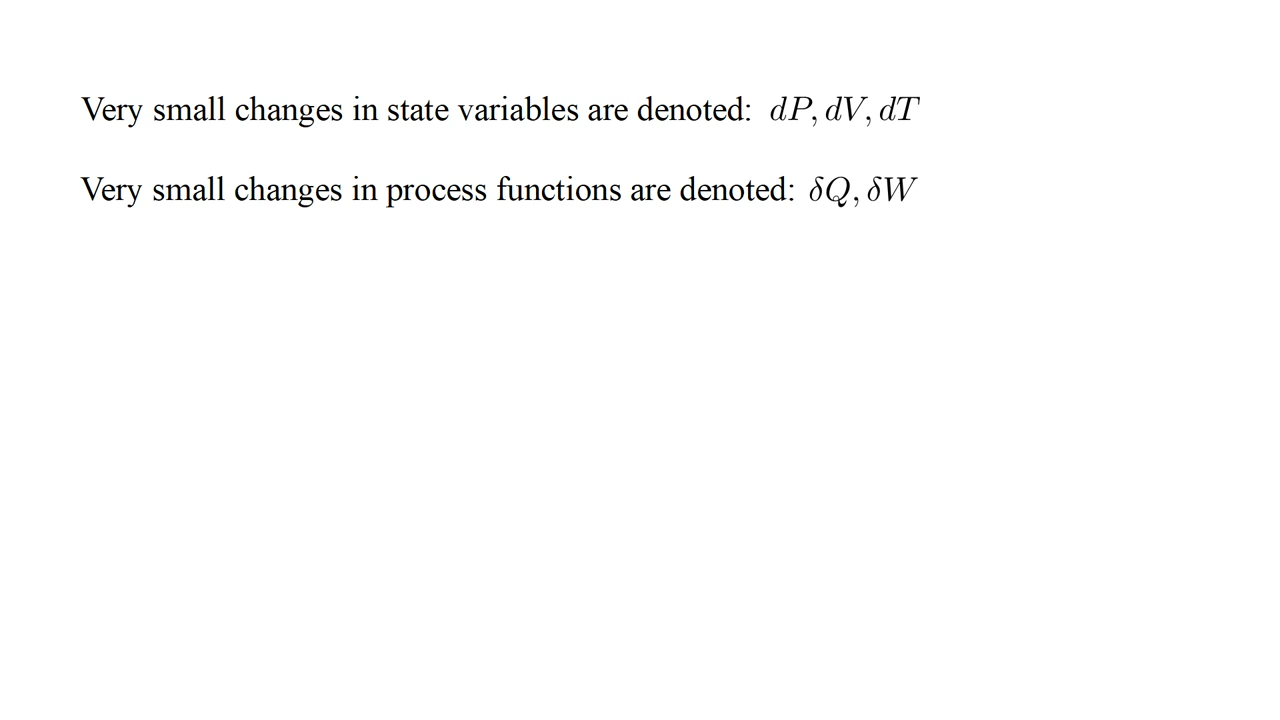 Very small changes in state variables are denoted: dP, dV, dT
Very small changes in process functions are denoted: δQ, δW